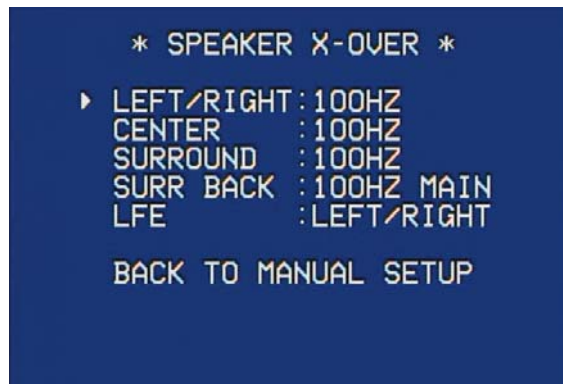 * SPEAKER X-OVER *
LEFT/RIGHT:100HZ
CENTER :100HZ
SURROUND :100HZ
SURR BACK :100HZ MAIN
LFE :LEFT/RIGHT
BACK TO MANUAL SETUP